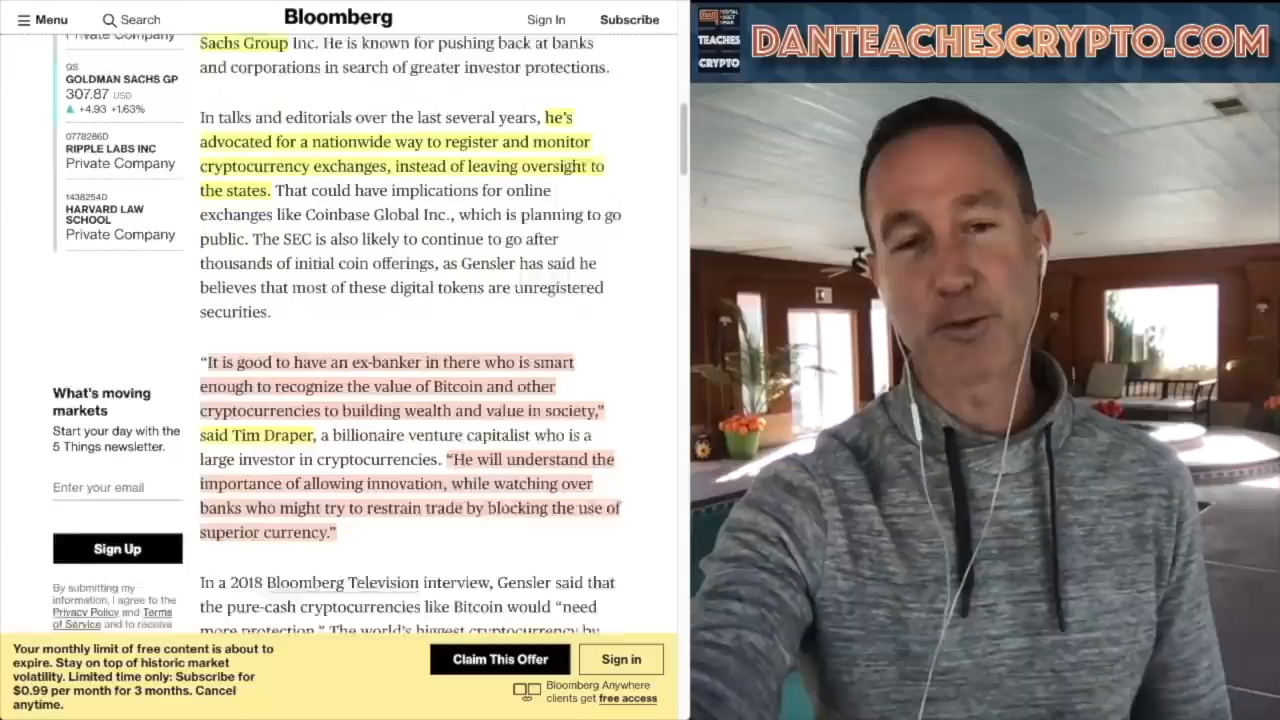 Menu
Search
Bloomberg
Sign In
Subscribe
Private Company
GS
GOLDMAN SACHS GP
307.87 USD
+4.93 +1.63%
0778286D
RIPPLE LABS INC
Private Company
1438254D
HARVARD LAW
SCHOOL
Private Company
What's moving
markets
Start your day with the
5 Things newsletter.
Enter your email
Sign Up
By submitting my
information, I agree to the
Privacy Policy and Terms
of Service and to receive
Sachs Group Inc. He is known for pushing back at banks
and corporations in search of greater investor protections.
In talks and editorials over the last several years, he's
advocated for a nationwide way to register and monitor
cryptocurrency exchanges, instead of leaving oversight to
the states. That could have implications for online
exchanges like Coinbase Global Inc., which is planning to go
public. The SEC is also likely to continue to go after
thousands of initial coin offerings, as Gensler has said he
believes that most of these digital tokens are unregistered
securities.
“It is good to have an ex-banker in there who is smart
enough to recognize the value of Bitcoin and other
cryptocurrencies to building wealth and value in society,”
said Tim Draper, a billionaire venture capitalist who is a
large investor in cryptocurrencies. “He will understand the
importance of allowing innovation, while watching over
banks who might try to restrain trade by blocking the use of
superior currency.”
In a 2018 Bloomberg Television interview, Gensler said that
the pure-cash cryptocurrencies like Bitcoin would “need
more protection.” The world's biggest cryptocurrency by
Your monthly limit of free content is about to
expire. Stay on top of historic market
volatility. Limited time only: Subscribe for
$0.99 per month for 3 months. Cancel
anytime.
Claim This Offer
Sign in
Bloomberg Anywhere
clients get free access
DIGITAL
ASSET
TEACHES
CRYPTO
DANTEACHESCRYPTO.COM